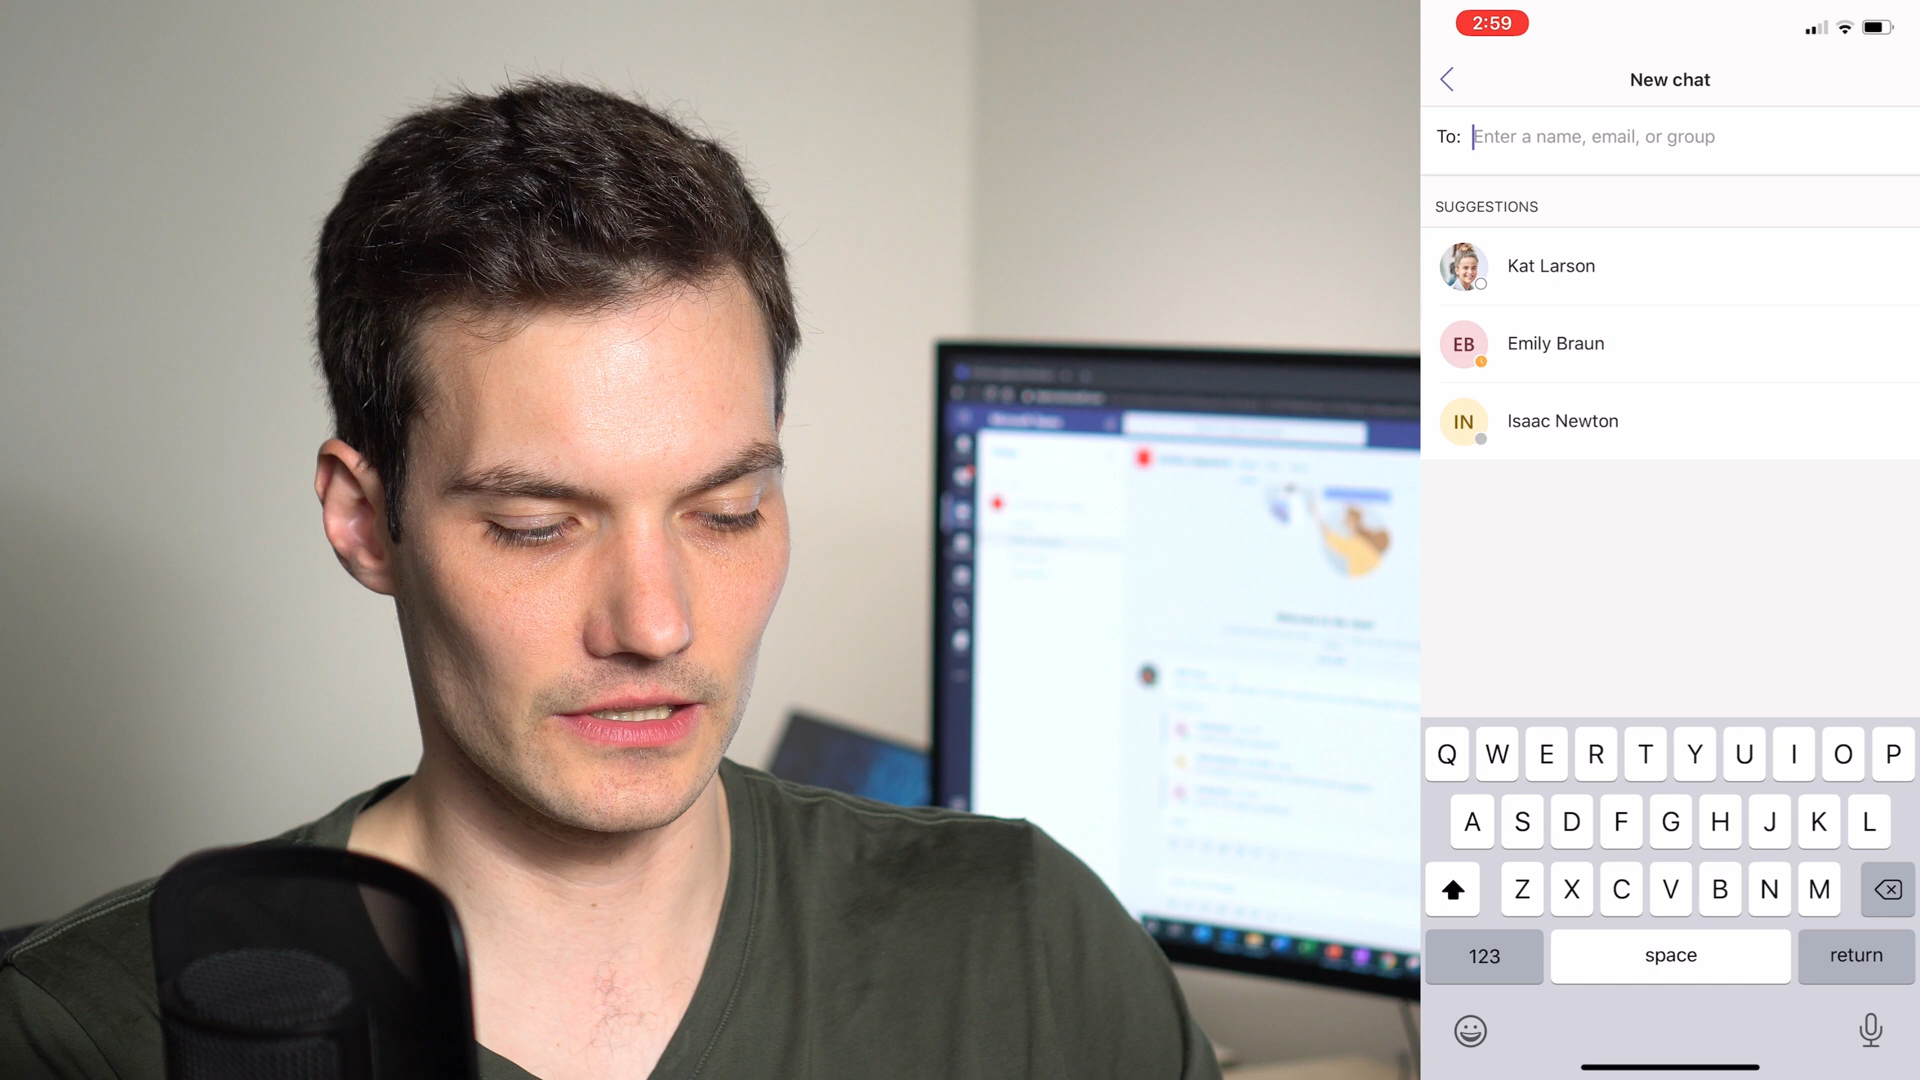 2:59
New chat
To: Enter a name, email, or group
SUGGESTIONS
Kat Larson
EB Emily Braun
IN Isaac Newton
Q W E R T Y U I O P
A S D F G H J K L
Z X C V B N M
123 space return